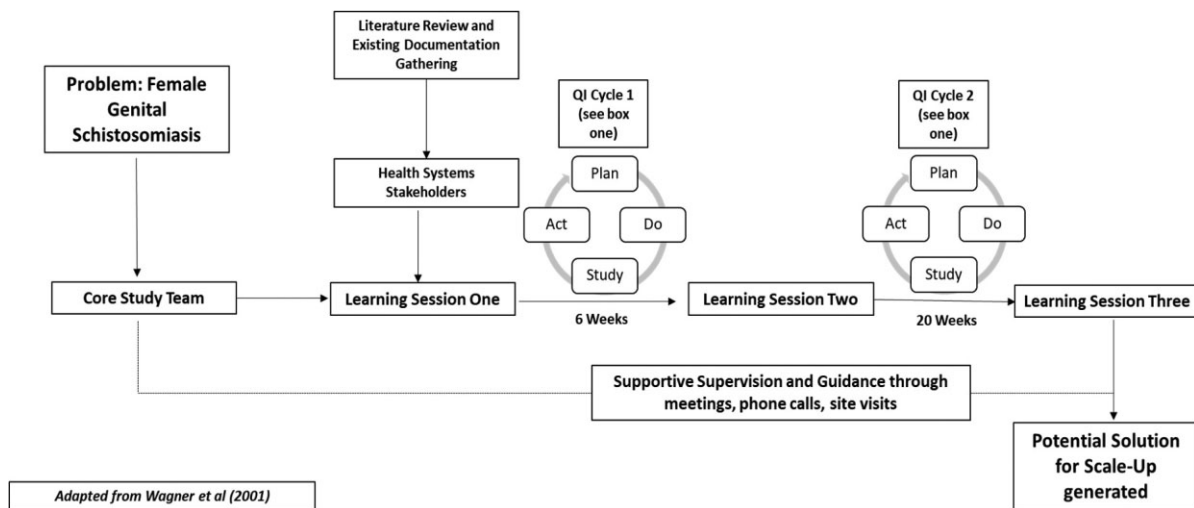 Problem: Female
Genital
Schistosomiasis
Core Study Team
Literature Review and
Existing Documentation
Gathering
Health Systems
Stakeholders
Learning Session One
QI Cycle 1
(see box
one)
Plan
Act
Do
Study
6 Weeks
Learning Session Two
QI Cycle 2
(see box
one)
Plan
Act
Do
Study
20 Weeks
Learning Session Three
Supportive Supervision and Guidance through
meetings, phone calls, site visits
Potential Solution
for Scale-Up
generated
Adapted from Wagner et al (2001)